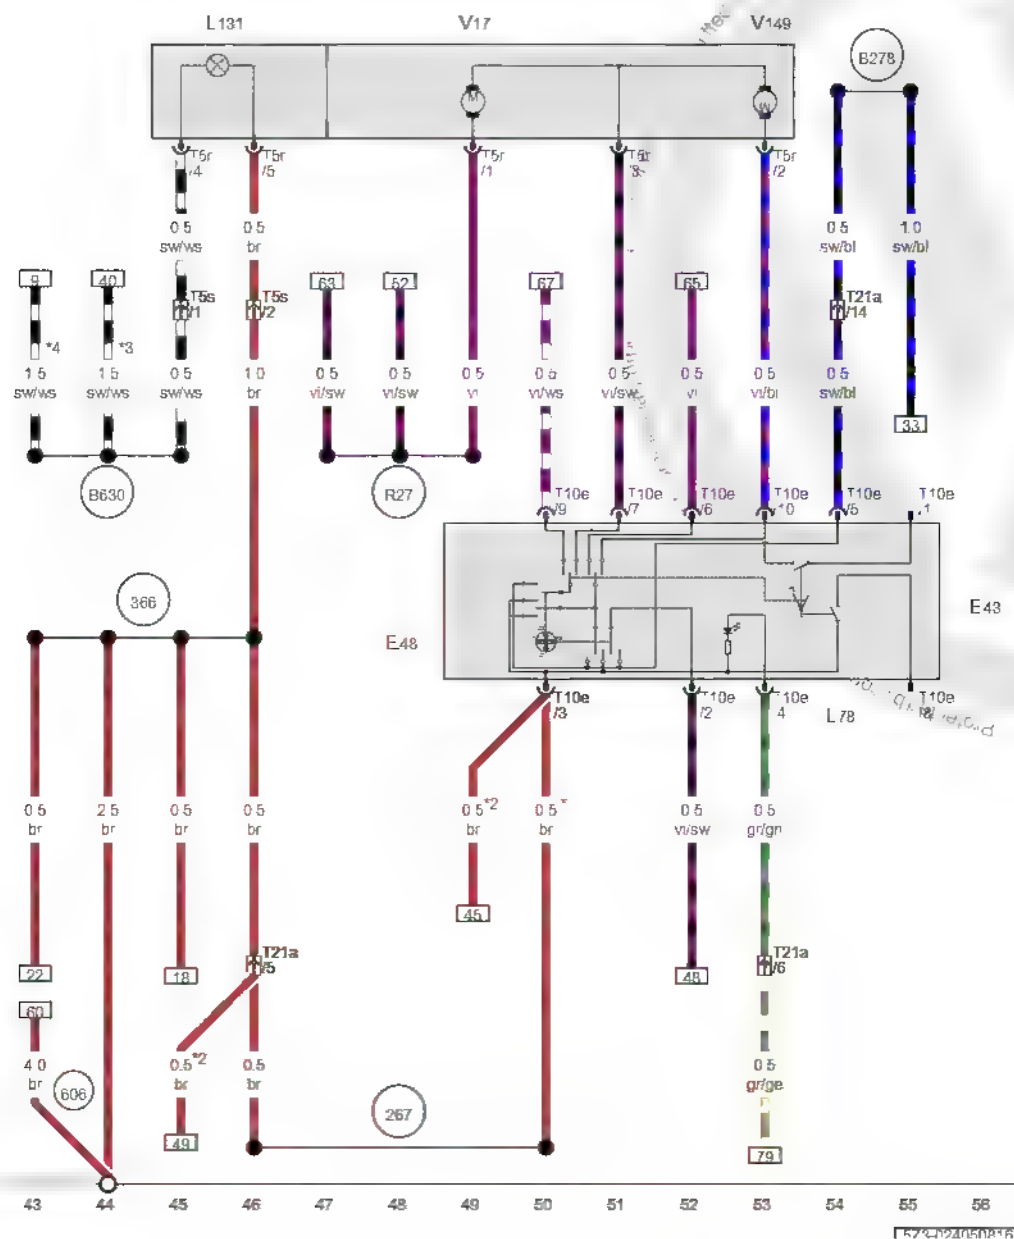 L131 V17 V149
B278
M
T5r /4 T5r /5 T5r /1 T5r T5r /2
0.5 sw/ws 0.5 br 0.5 sw/bl 1.0 sw/bl
9 40 T5s /1 T5s /2 63 52 67 65 T21a /14
*4 *3
1.5 sw/ws 1.5 sw/ws 0.5 sw/ws 1.0 br 0.5 vi/sw 0.5 vi/sw 0.5 vi 0.5 vi/ws 0.5 vi/sw 0.5 vi 0.5 vi/bl 0.5 sw/bl
33
B630 R27
T10e /9 T10e /7 T10e /6 T10e 10 T10e /5 T10e 1
366 E43
E48
T10e /3 T10e /2 T10e 4 L78 T10e
0.5 br 2.5 br 0.5 br 0.5 br 0.5*2 br 0.5* br 0.5 vi/sw 0.5 gr/gn
45
22 18 T21a /5 48 T21a /6
60
4.0 br 606 0.5*2 br 0.5 br 267 0.5 gr/ge
49 79
43 44 45 46 47 48 49 50 51 52 53 54 55 56
L573-024050816